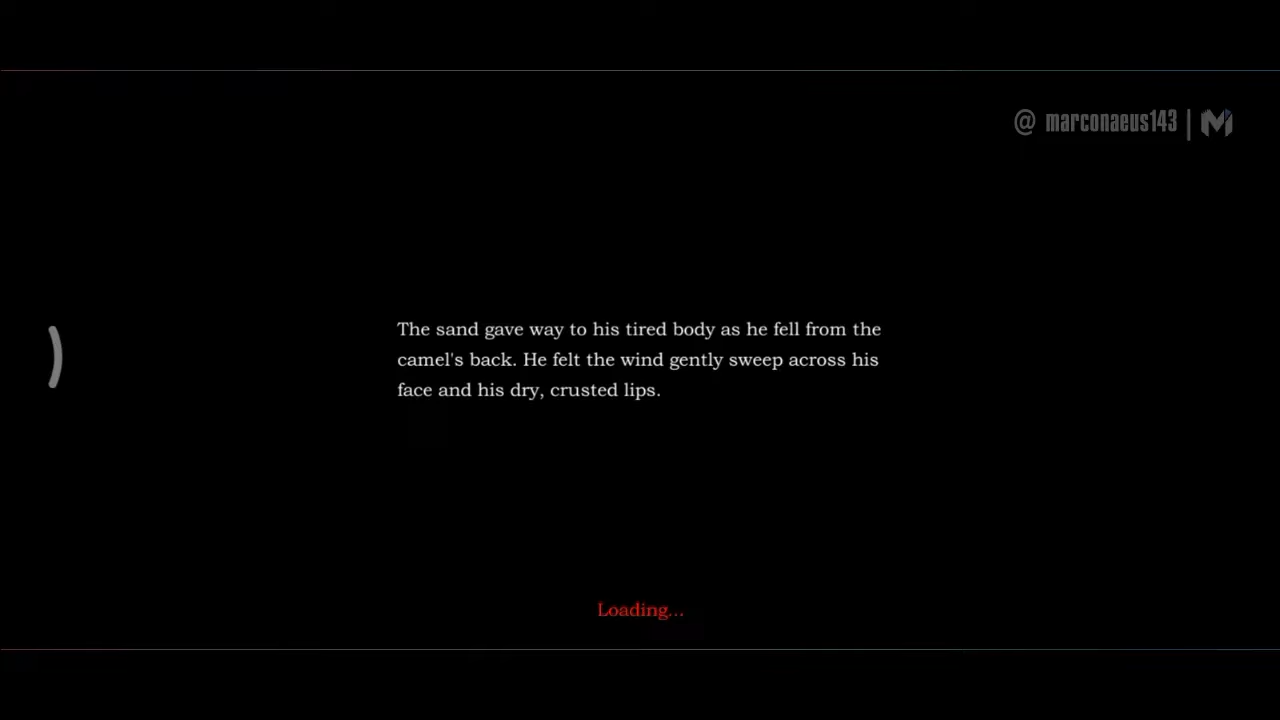 @ marconaeus143 |
The sand gave way to his tired body as he fell from the
camel's back. He felt the wind gently sweep across his
face and his dry, crusted lips.
Loading...